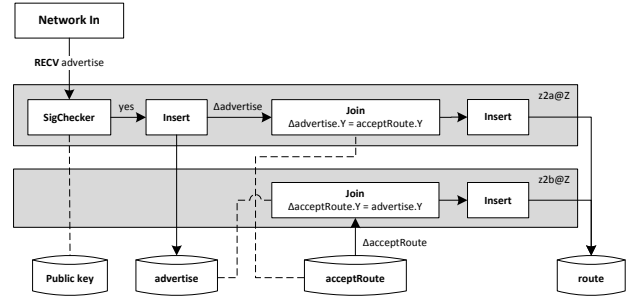 Network In
RECV advertise
z2a@Z
SigChecker
yes
Insert
Δadvertise
Join
Δadvertise.Y = acceptRoute.Y
Insert
z2b@Z
Join
ΔacceptRoute.Y = advertise.Y
Insert
ΔacceptRoute
Public key
advertise
acceptRoute
route